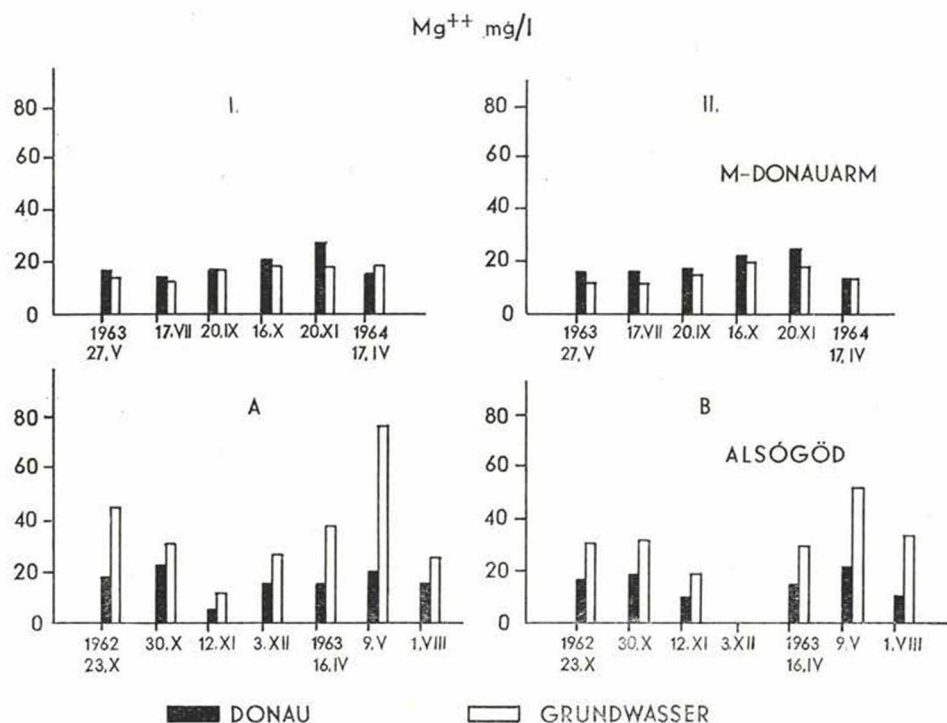 Mg++ mg/l
I.
80
60
40
20
0
1963 17.VII 20.IX 16.X 20.XI 1964
27.V 17.IV
II.
M-DONAUARM
80
60
40
20
0
1963 17.VII 20.IX 16.X 20.XI 1964
27.V 17.IV
A
80
60
40
20
0
1962 30.X 12.XI 3.XII 1963 9.V 1.VIII
23.X 16.IV
B
ALSÓGÖD
80
60
40
20
0
1962 30.X 12.XI 3.XII 1963 9.V 1.VIII
23.X 16.IV
DONAU GRUNDWASSER